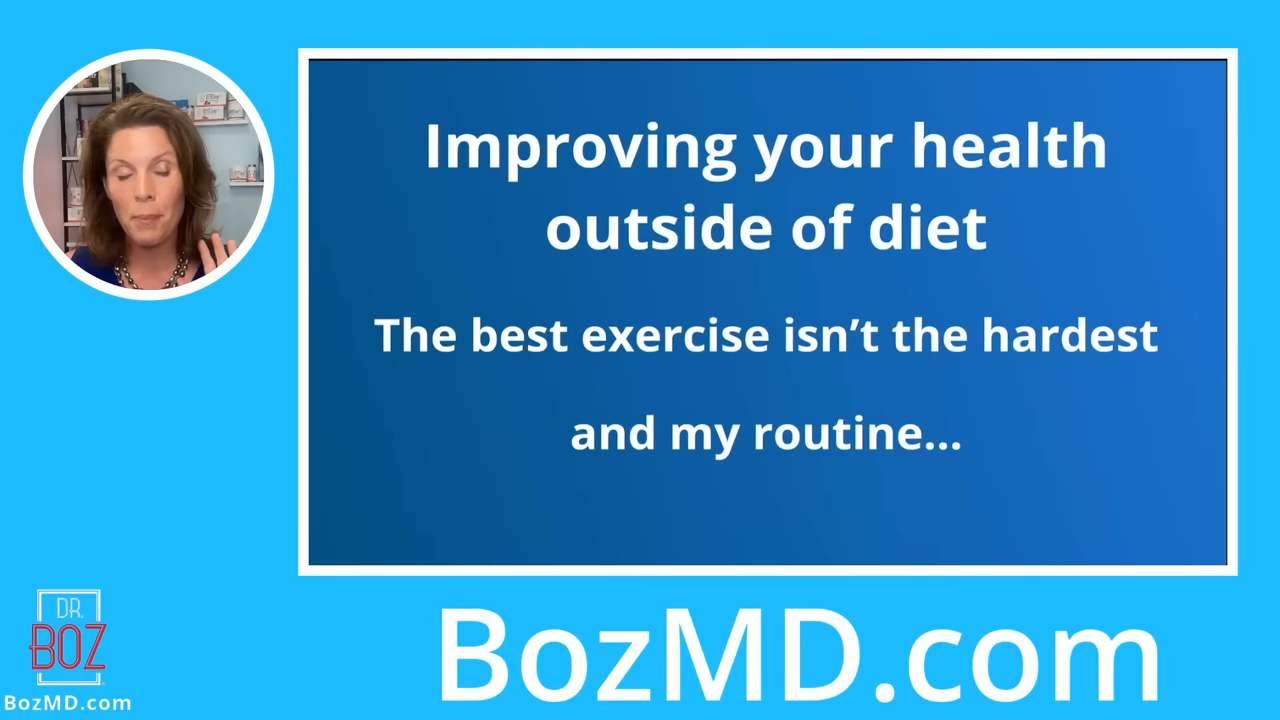 Improving your health
outside of diet
The best exercise isn’t the hardest
and my routine...
DR.
BOZ
BozMD.com
BozMD.com